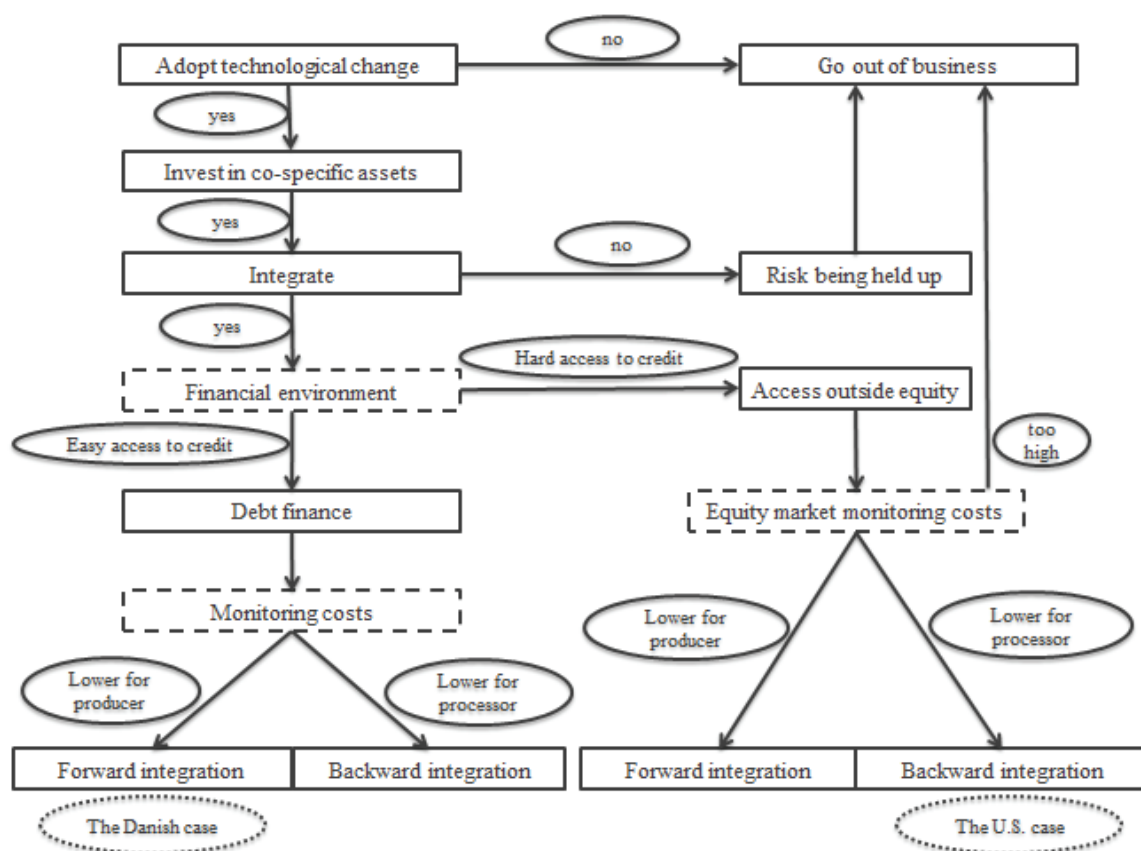 no
Adopt technological change
Go out of business
yes
Invest in co-specific assets
yes
no
Integrate
Risk being held up
yes
Hard access to credit
Financial environment
Access outside equity
Easy access to credit
too
high
Debt finance
Equity market monitoring costs
Monitoring costs
Lower for
producer
Lower for
processor
Lower for
producer
Lower for
processor
Forward integration
Backward integration
Forward integration
Backward integration
The Danish case
The U.S. case